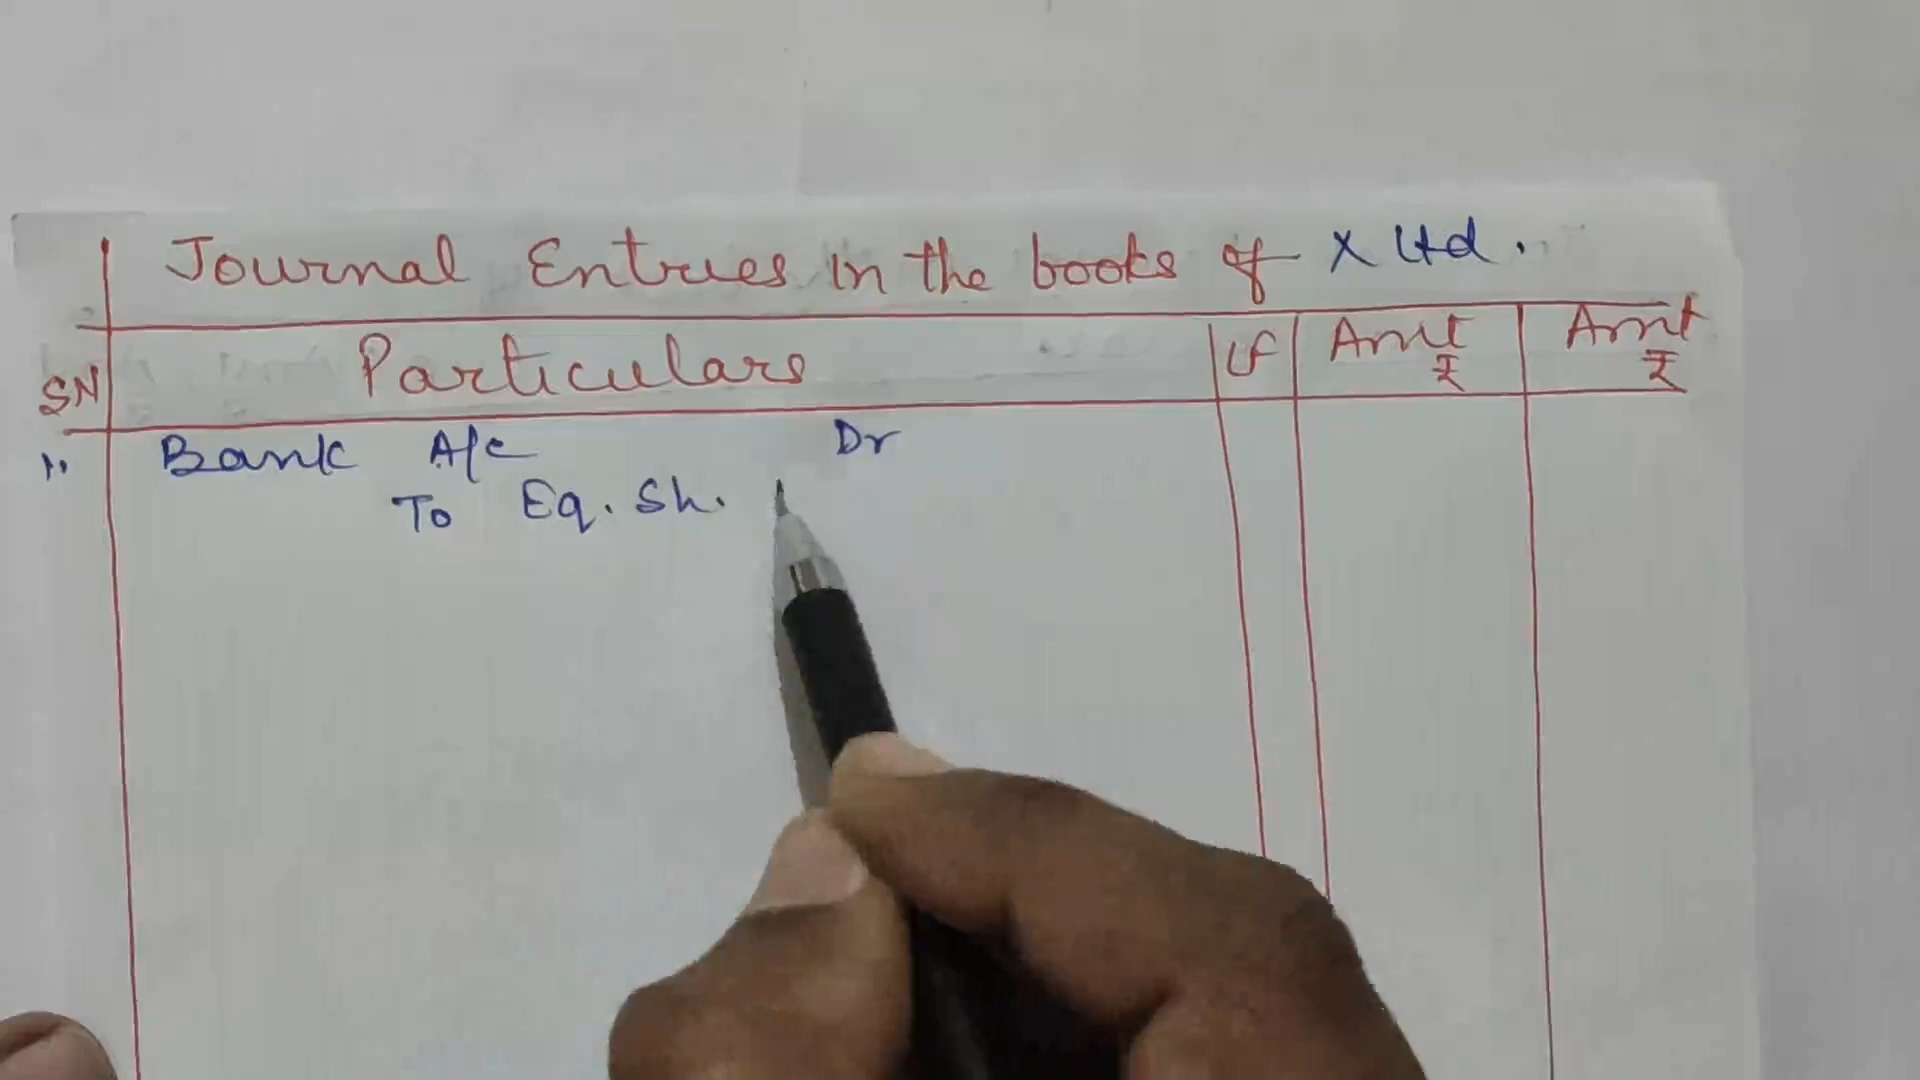 Journal Entries in the books of X Ltd.
SN Particulars LF Amt ₹ Amt ₹
1. Bank A/c Dr
To Eq. Sh.